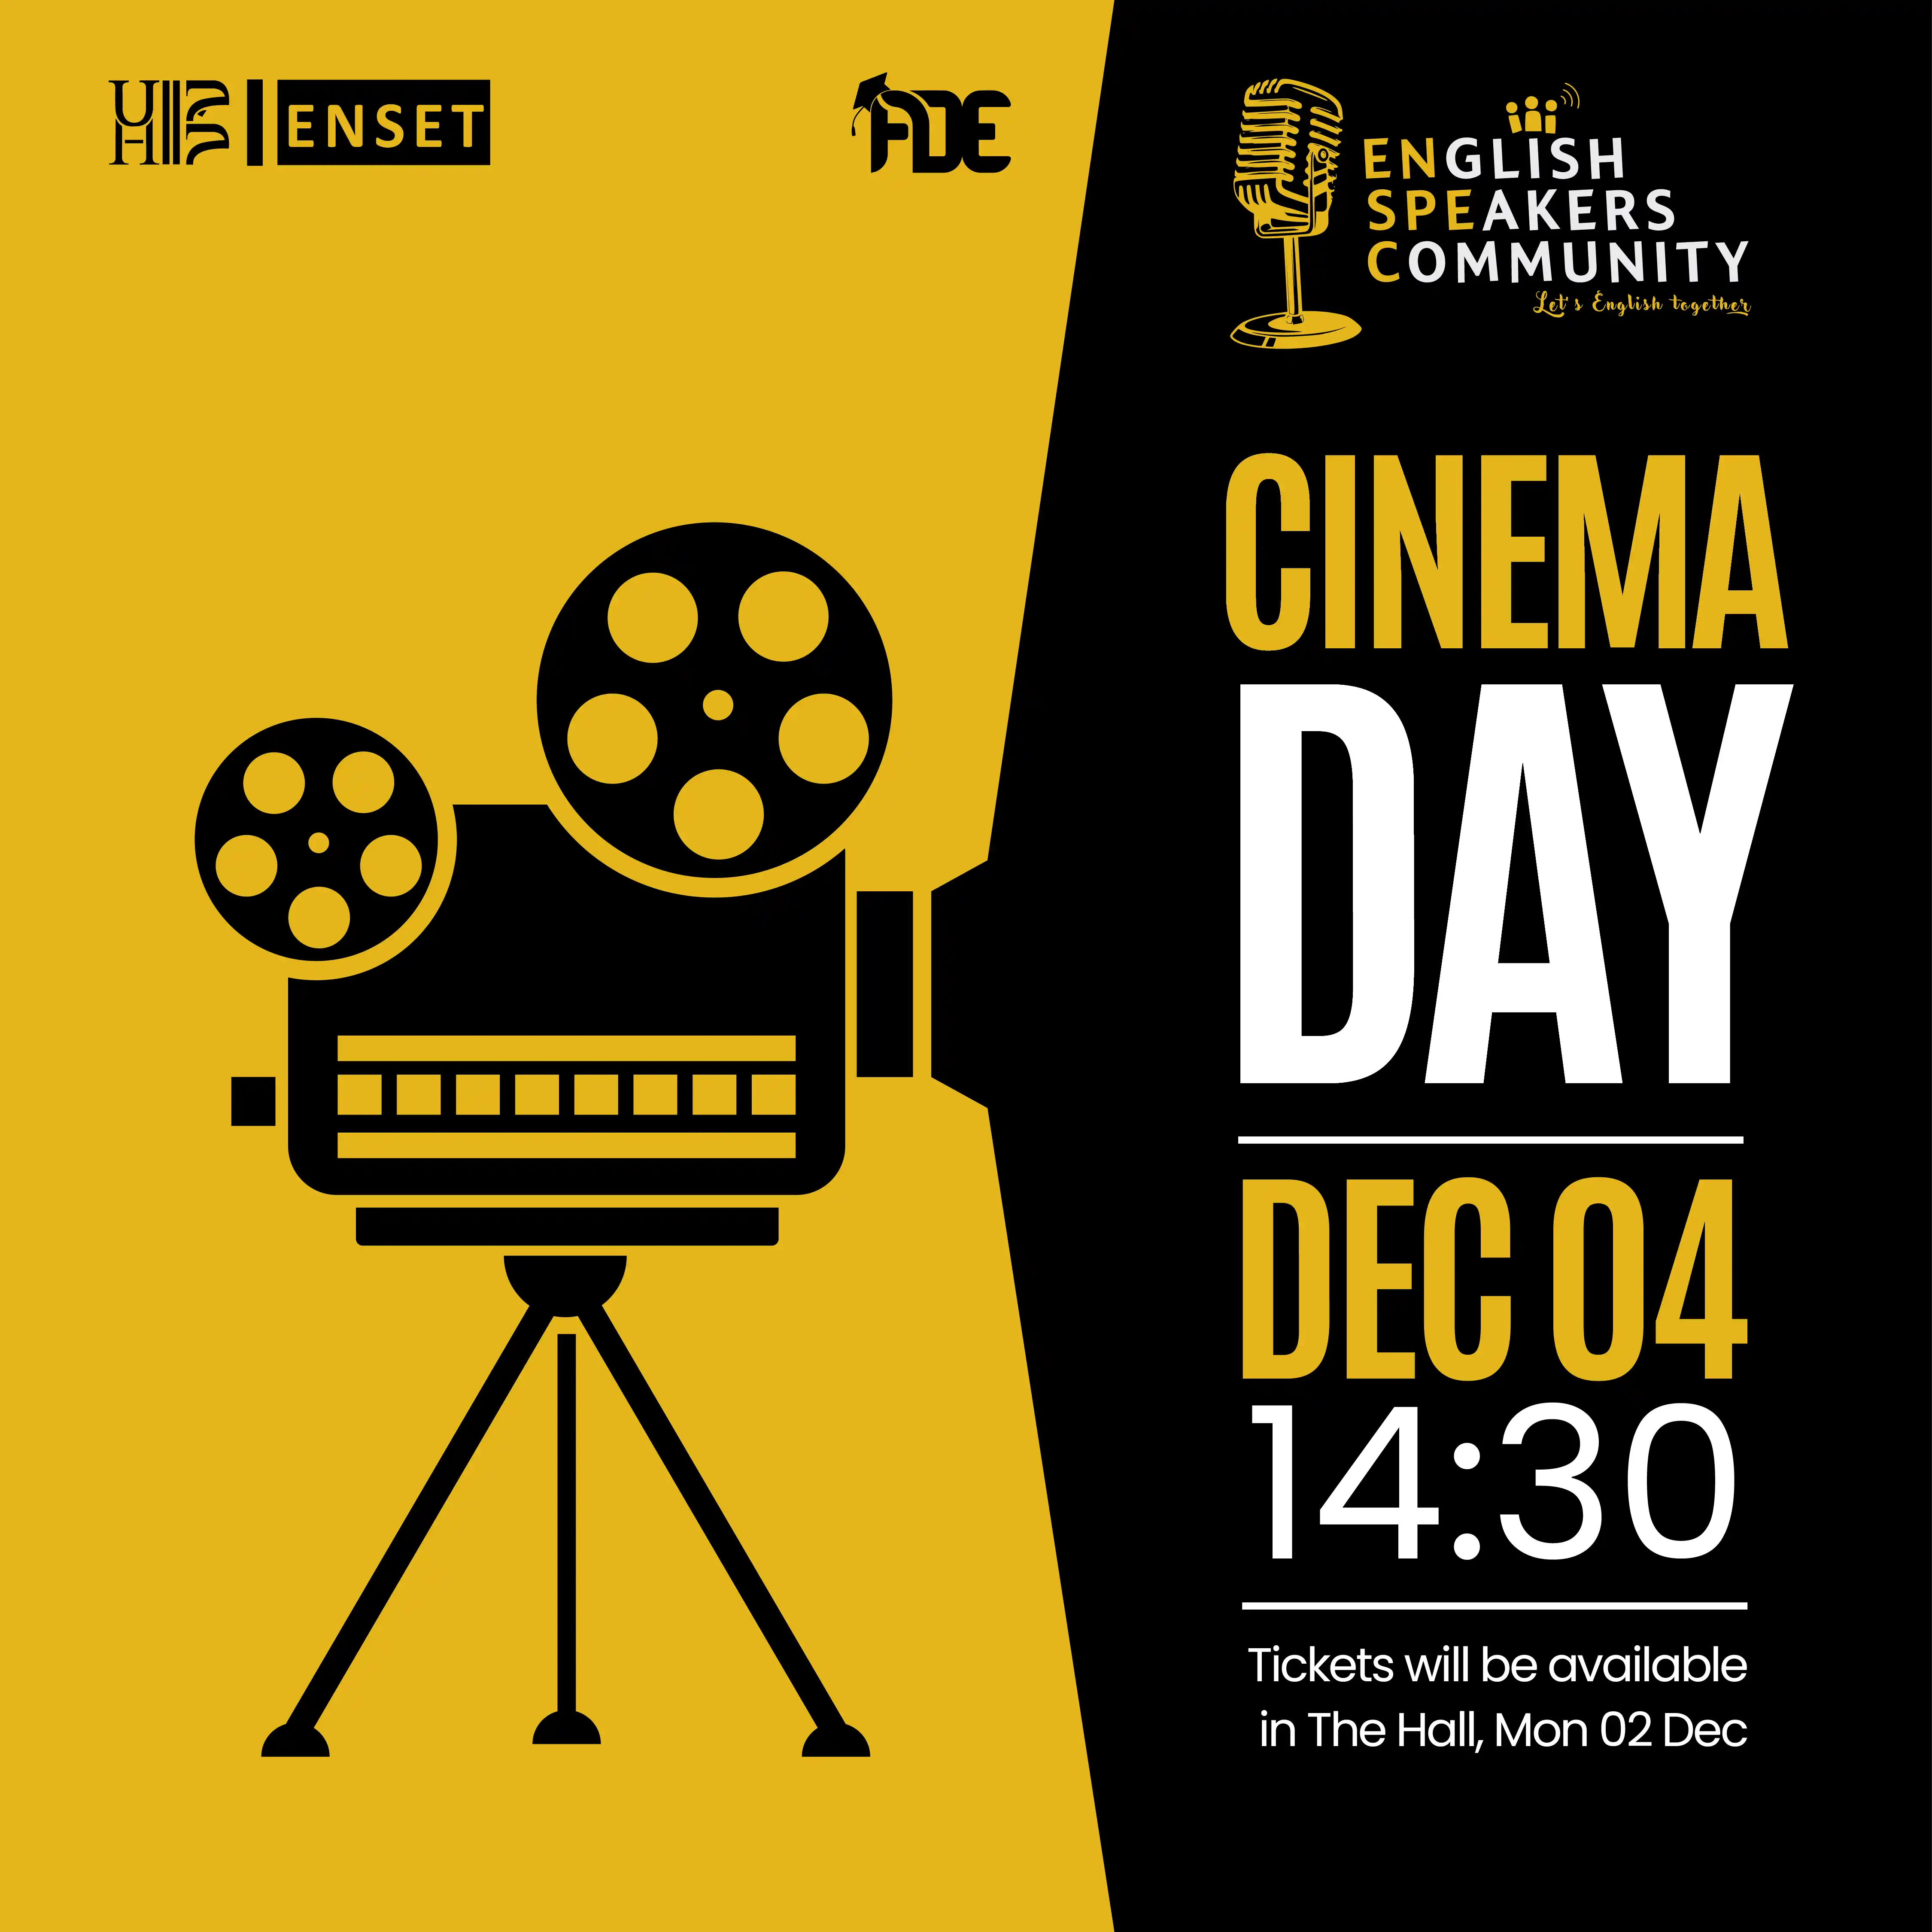 ENSET
ADE
ENGLISH
SPEAKERS
COMMUNITY
Let's English together
CINEMA
DAY
DEC 04
14:30
Tickets will be available
in The Hall, Mon 02 Dec